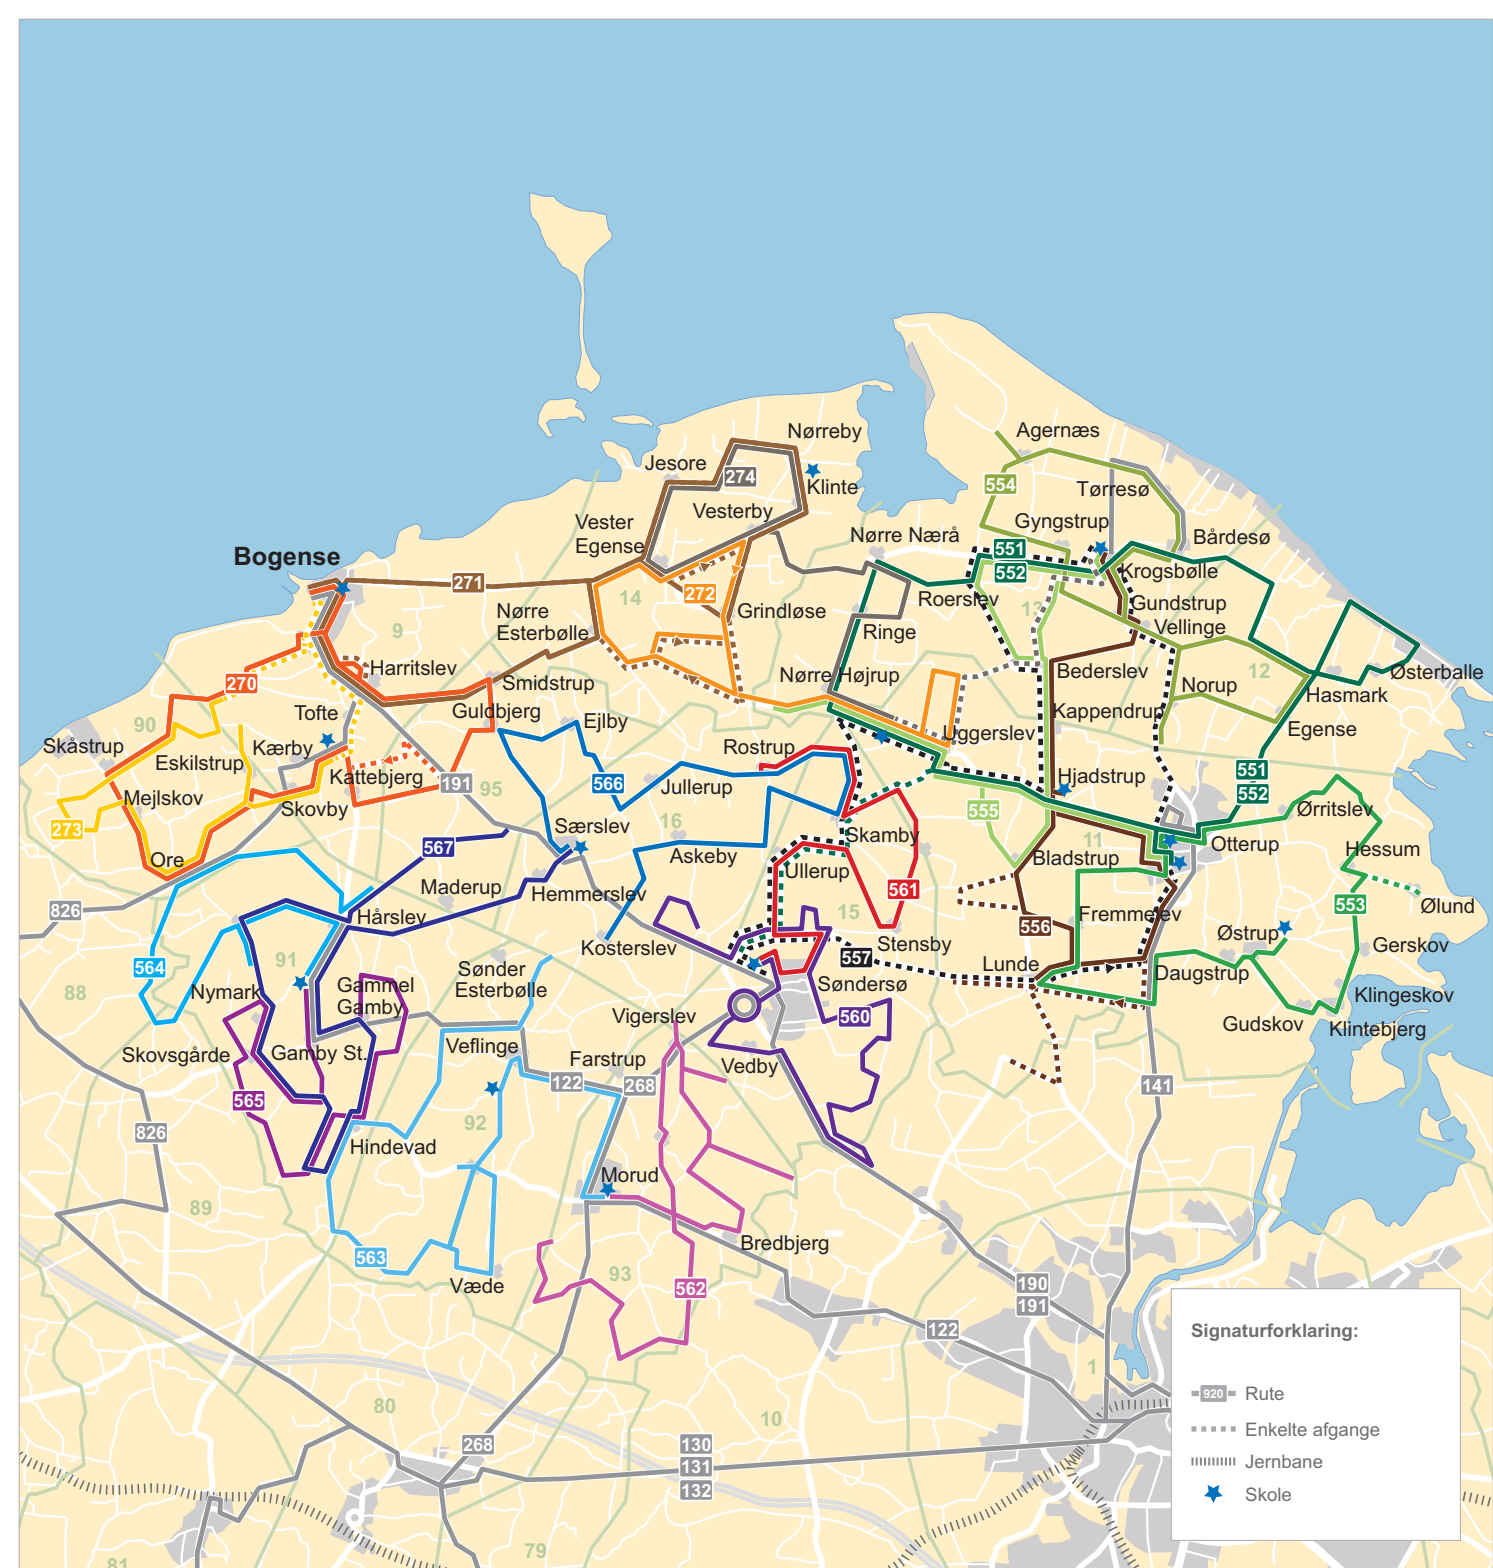 Nørreby
Agernæs
Jesore
274
Klinte
554
Tørresø
Vesterby
Vester
Egense
Gyngstrup
Nørre Nærå
551
552
Bårdesø
Bogense
271
272
14
Krogsbølle
Nørre
Esterbølle
Grindløse
Roerslev
13
Gundstrup
Vellinge
9
Ringe
Harritslev
Smidstrup
Nørre Højrup
Bederslev
12
Østerballe
270
Norup
Hasmark
90
Tofte
Guldbjerg
Ejlby
Kappendrup
Egense
Skåstrup
Kærby
Rostrup
Uggerslev
Eskilstrup
Kattebjerg
191
95
566
Jullerup
Hjadstrup
551
552
Mejlskov
Skovby
555
Ørritslev
273
16
Særslev
Skamby
11
Otterup
567
Askeby
Bladstrup
Hessum
Ore
Ullerup
Maderup
Hemmerslev
561
826
Hårslev
15
Fremmelev
553
Ølund
556
Kosterslev
Stensby
Østrup
Gerskov
564
91
Sønder
Esterbølle
557
Lunde
Daugstrup
88
Nymark
Gammel
Gamby
Søndersø
Klingeskov
Vigerslev
560
Gudskov
Klintebjerg
Skovsgårde
Gamby St.
Veflinge
Farstrup
Vedby
122
268
141
565
92
826
Hindevad
Morud
89
Bredbjerg
563
Væde
93
562
190
191
122
Signaturforklaring:
1
920
Rute
80
10
Enkelte afgange
268
130
131
132
Jernbane
Skole
79
81